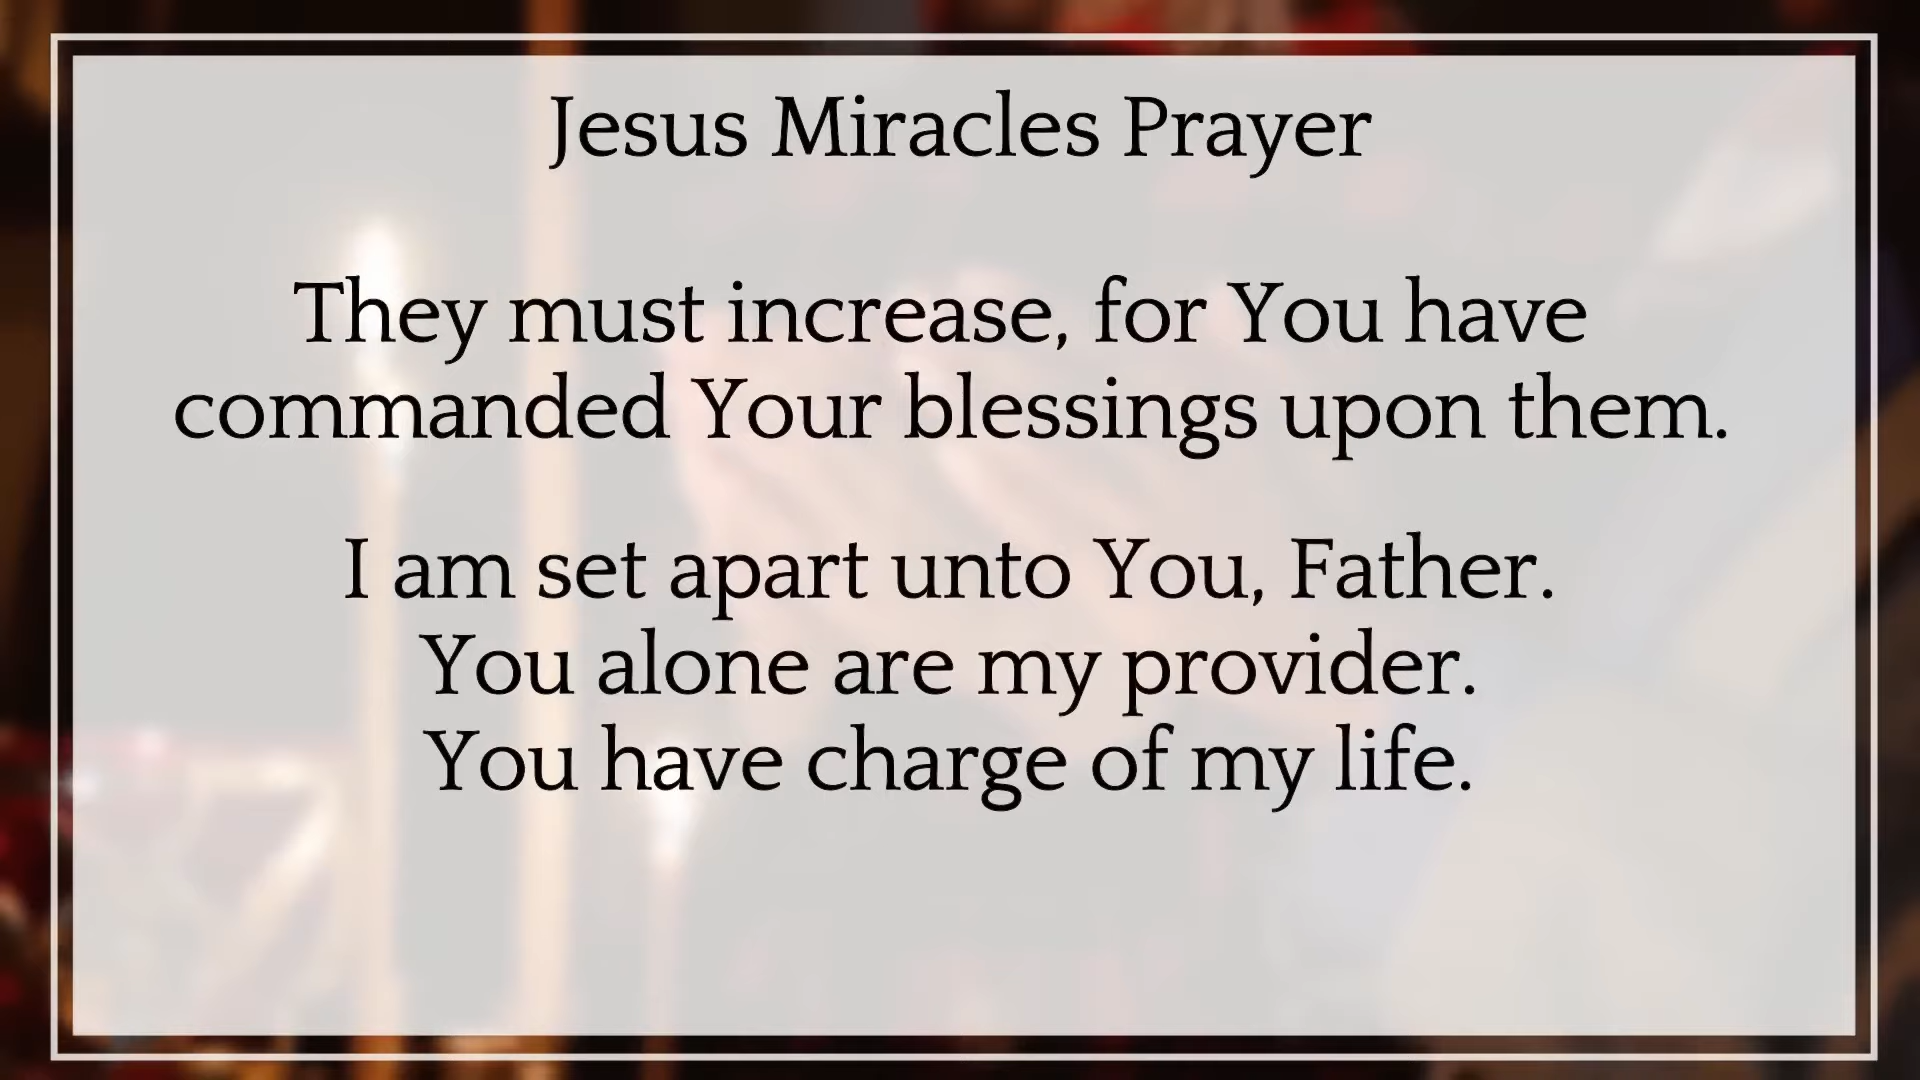 Jesus Miracles Prayer
They must increase, for You have
commanded Your blessings upon them.
I am set apart unto You, Father.
You alone are my provider.
You have charge of my life.